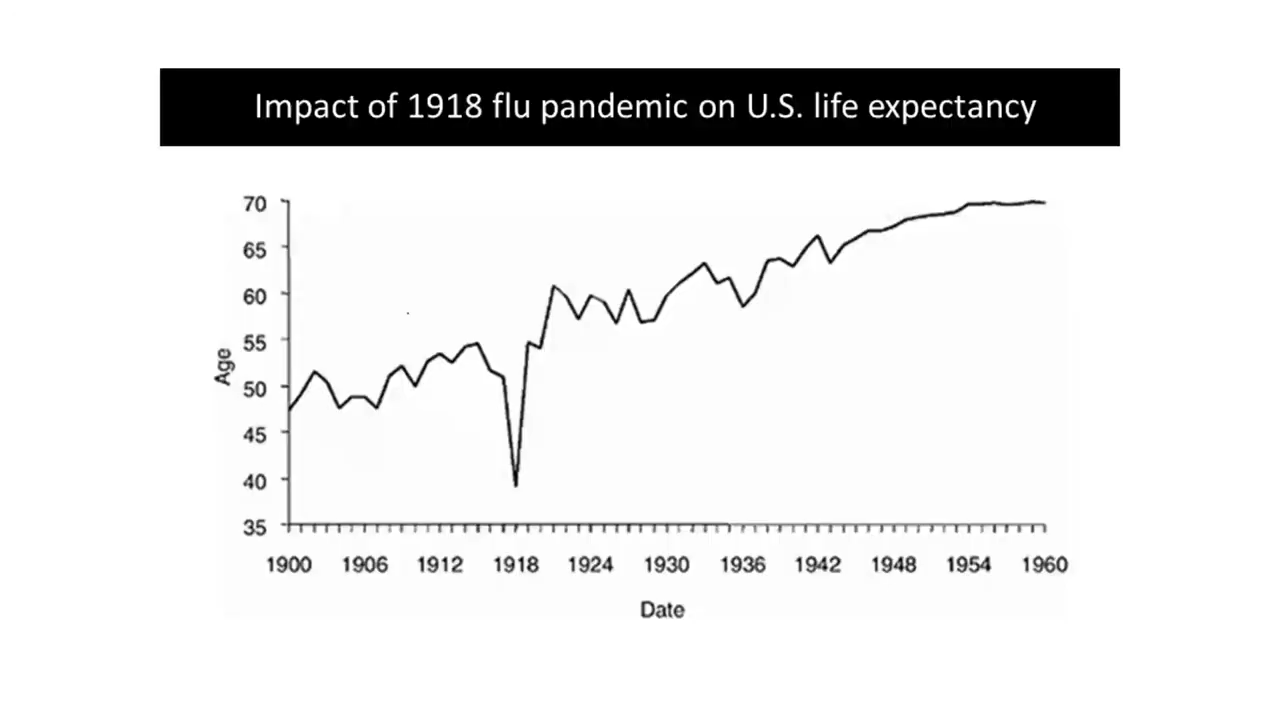 Impact of 1918 flu pandemic on U.S. life expectancy
70
65
60
55
50
45
40
35
Age
1900 1906 1912 1918 1924 1930 1936 1942 1948 1954 1960
Date